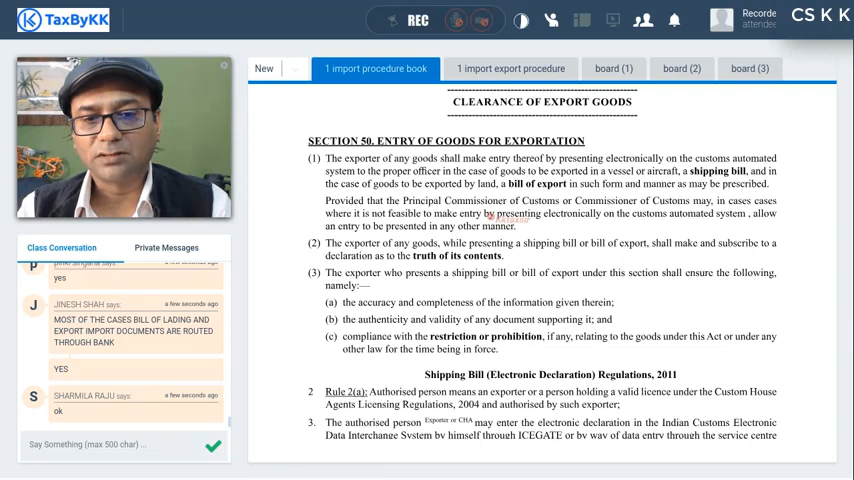 TaxByKK
REC
Recorde
attendee
CS K K
New
1 import procedure book
1 import export procedure
board (1)
board (2)
board (3)
CLEARANCE OF EXPORT GOODS
SECTION 50. ENTRY OF GOODS FOR EXPORTATION
(1) The exporter of any goods shall make entry thereof by presenting electronically on the customs automated
system to the proper officer in the case of goods to be exported in a vessel or aircraft, a shipping bill, and in
the case of goods to be exported by land, a bill of export in such form and manner as may be prescribed.
Provided that the Principal Commissioner of Customs or Commissioner of Customs may, in cases cases
where it is not feasible to make entry by presenting electronically on the customs automated system , allow
an entry to be presented in any other manner.
Kktaxsir
(2) The exporter of any goods, while presenting a shipping bill or bill of export, shall make and subscribe to a
declaration as to the truth of its contents.
(3) The exporter who presents a shipping bill or bill of export under this section shall ensure the following,
namely:—
(a) the accuracy and completeness of the information given therein;
(b) the authenticity and validity of any document supporting it; and
(c) compliance with the restriction or prohibition, if any, relating to the goods under this Act or under any
other law for the time being in force.
Shipping Bill (Electronic Declaration) Regulations, 2011
2 Rule 2(a): Authorised person means an exporter or a person holding a valid licence under the Custom House
Agents Licensing Regulations, 2004 and authorised by such exporter;
3. The authorised person Exporter or CHA may enter the electronic declaration in the Indian Customs Electronic
Data Interchange System by himself through ICEGATE or by way of data entry through the service centre
Class Conversation
Private Messages
P
says:
a few seconds ago
yes
J
JINESH SHAH says:
a few seconds ago
MOST OF THE CASES BILL OF LADING AND
EXPORT IMPORT DOCUMENTS ARE ROUTED
THROUGH BANK
YES
S
SHARMILA RAJU says:
a few seconds ago
ok
Say Something (max 500 char) ...